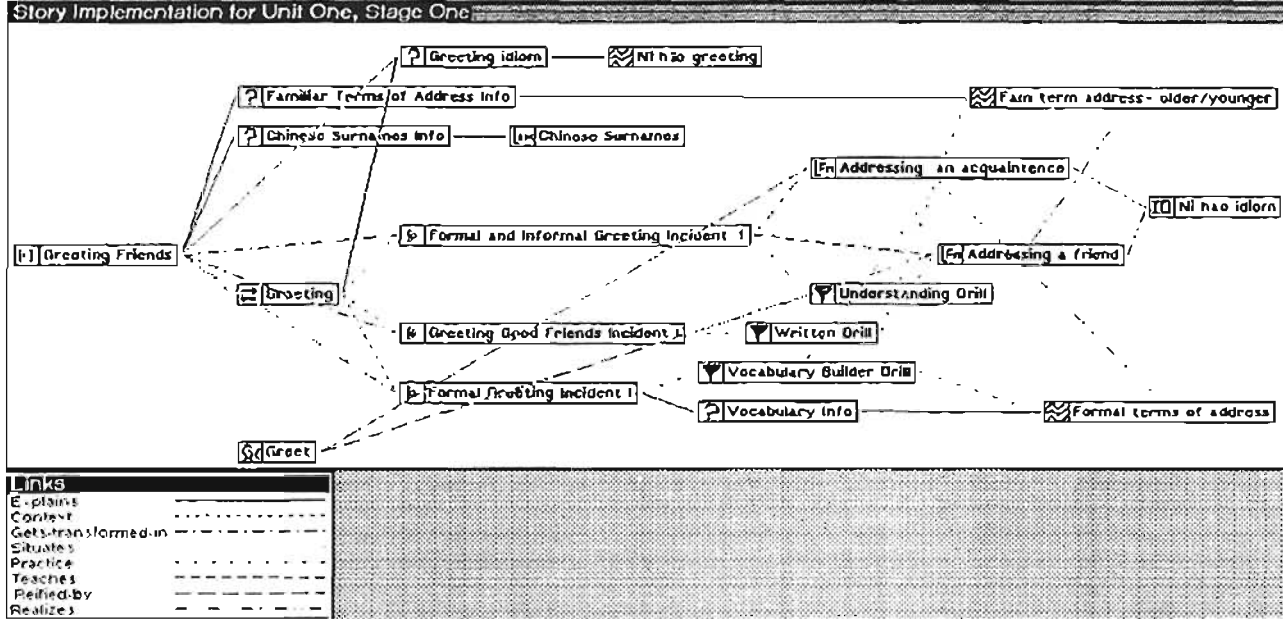 Story Implementation for Unit One, Stage One
? Greeting idiom
Ni hao greeting
? Familiar Terms of Address Info
Fam term address- older/younger
? Chinese Surnames Info
Chinese Surnames
Fn Addressing an acquaintence
Ni hao idiom
Formal and Informal Greeting Incident 1
Greeting Friends
Fn Addressing a friend
Greeting
Understanding Drill
Greeting Good Friends Incident
Written Drill
Vocabulary Builder Drill
Formal Greeting Incident 1
? Vocabulary Info
Formal terms of address
Greet
Links
Explains
Context
Gets-transformed-in
Situates
Practice
Teaches
Reified-by
Realizes